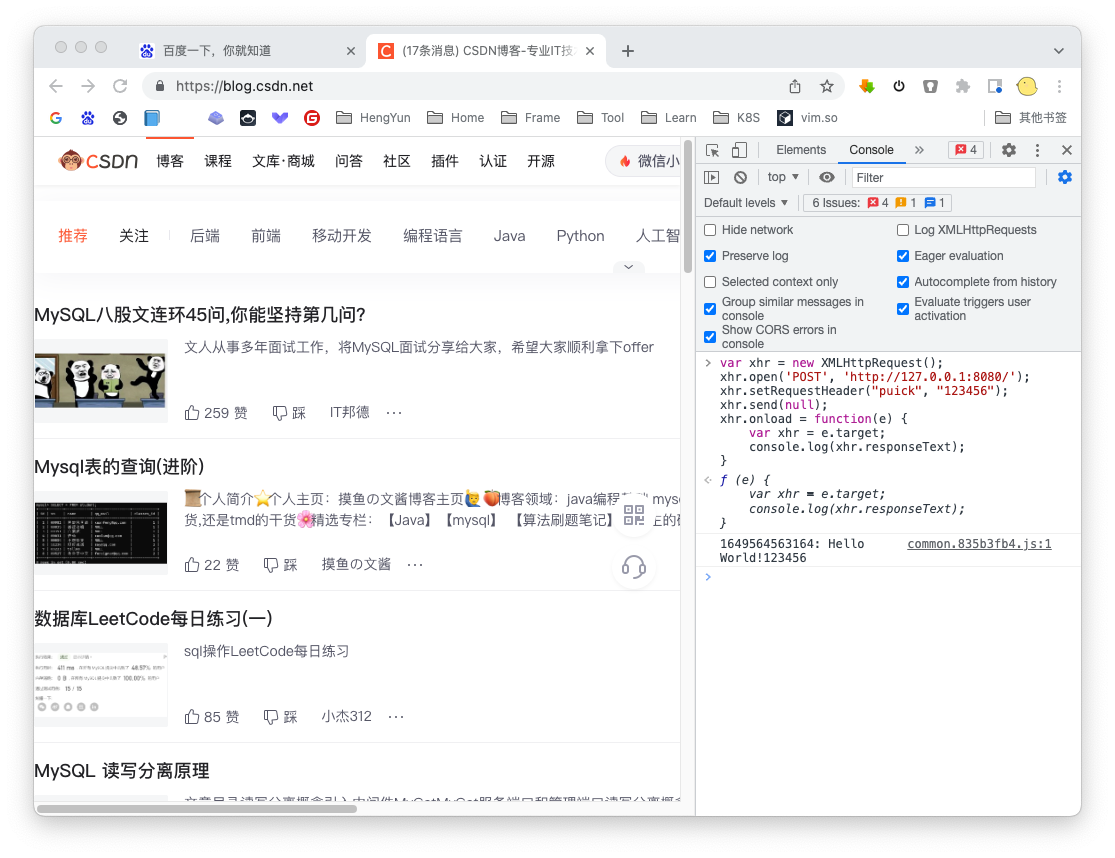 百度一下，你就知道
(17条消息) CSDN博客-专业IT技
https://blog.csdn.net
HengYun Home Frame Tool Learn K8S vim.so 其他书签
CSDN 博客 课程 文库·商城 问答 社区 插件 认证 开源 微信小
推荐 关注 后端 前端 移动开发 编程语言 Java Python 人工智
MySQL八股文连环45问,你能坚持第几问?
文人从事多年面试工作，将MySQL面试分享给大家，希望大家顺利拿下offer
259 赞 踩 IT邦德 ···
Mysql表的查询(进阶)
个人简介⭐个人主页：摸鱼の文酱博客主页🙋🍑博客领域：java编程
货,还是tmd的干货🌸精选专栏：【Java】【mysql】【算法刷题笔记】
22 赞 踩 摸鱼の文酱 ···
数据库LeetCode每日练习(一)
sql操作LeetCode每日练习
85 赞 踩 小杰312 ···
MySQL 读写分离原理
Elements Console » 4
top Filter
Default levels 6 Issues: 4 1 1
Hide network Log XMLHttpRequests
Preserve log Eager evaluation
Selected context only Autocomplete from history
Group similar messages in console
Evaluate triggers user activation
Show CORS errors in console
var xhr = new XMLHttpRequest();
xhr.open('POST', 'http://127.0.0.1:8080/');
xhr.setRequestHeader("puick", "123456");
xhr.send(null);
xhr.onload = function(e) {
var xhr = e.target;
console.log(xhr.responseText);
}
f (e) {
var xhr = e.target;
console.log(xhr.responseText);
}
1649564563164: Hello World!123456 common.835b3fb4.js:1